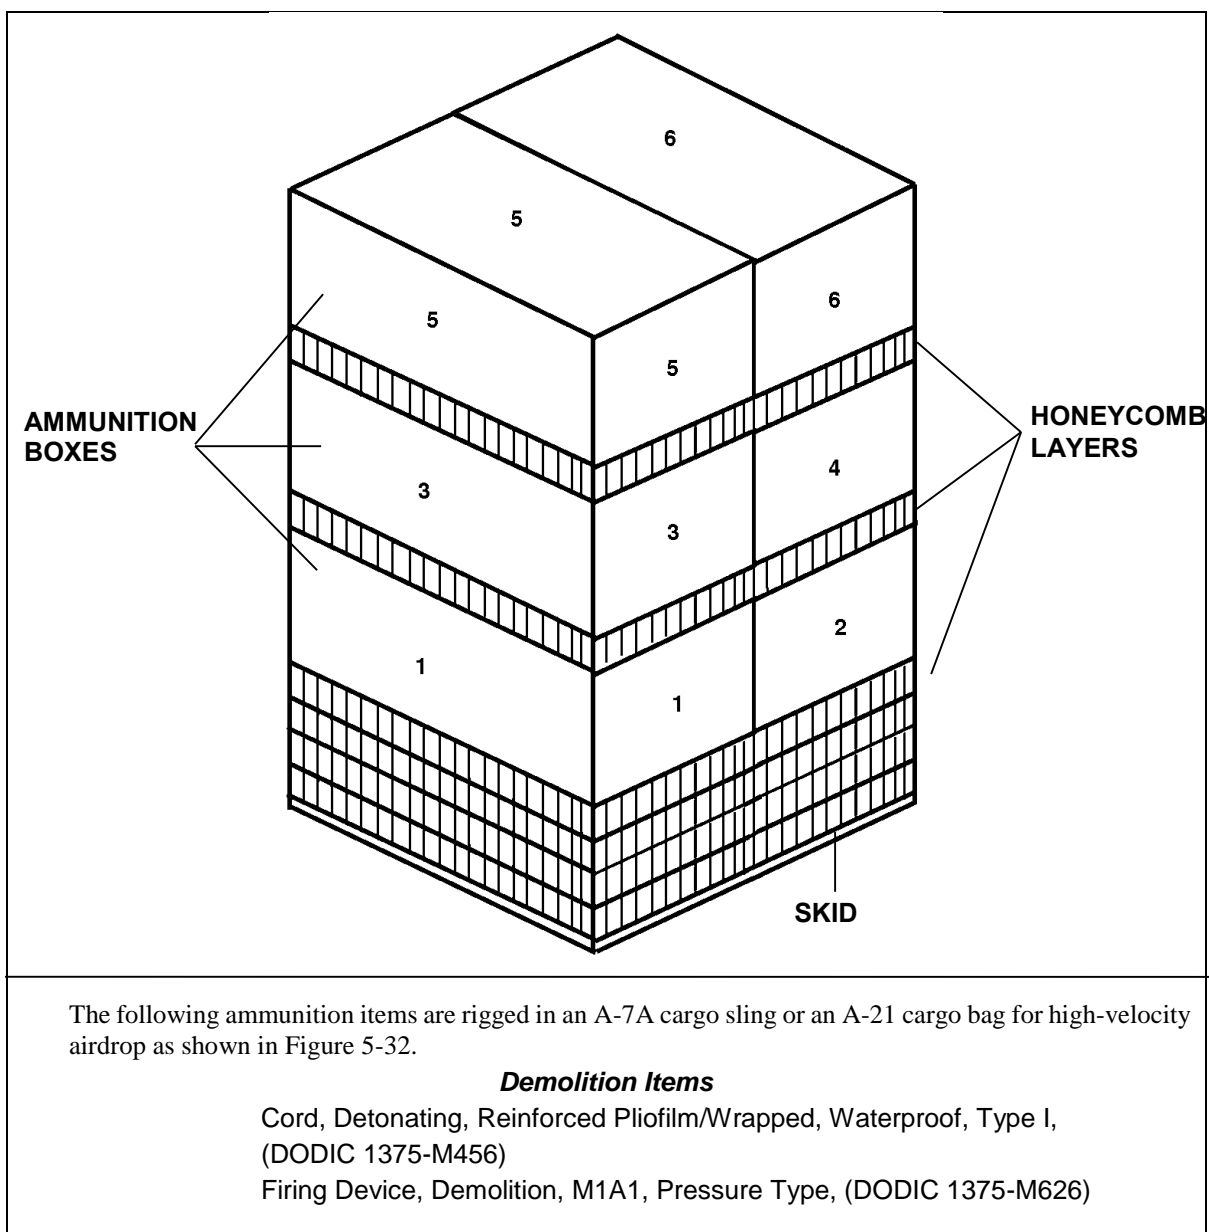 6
5
5
6
5
AMMUNITION
BOXES
HONEYCOMB
LAYERS
3
4
3
2
1
1
SKID
The following ammunition items are rigged in an A-7A cargo sling or an A-21 cargo bag for high-velocity
airdrop as shown in Figure 5-32.
Demolition Items
Cord, Detonating, Reinforced Pliofilm/Wrapped, Waterproof, Type I,
(DODIC 1375-M456)
Firing Device, Demolition, M1A1, Pressure Type, (DODIC 1375-M626)